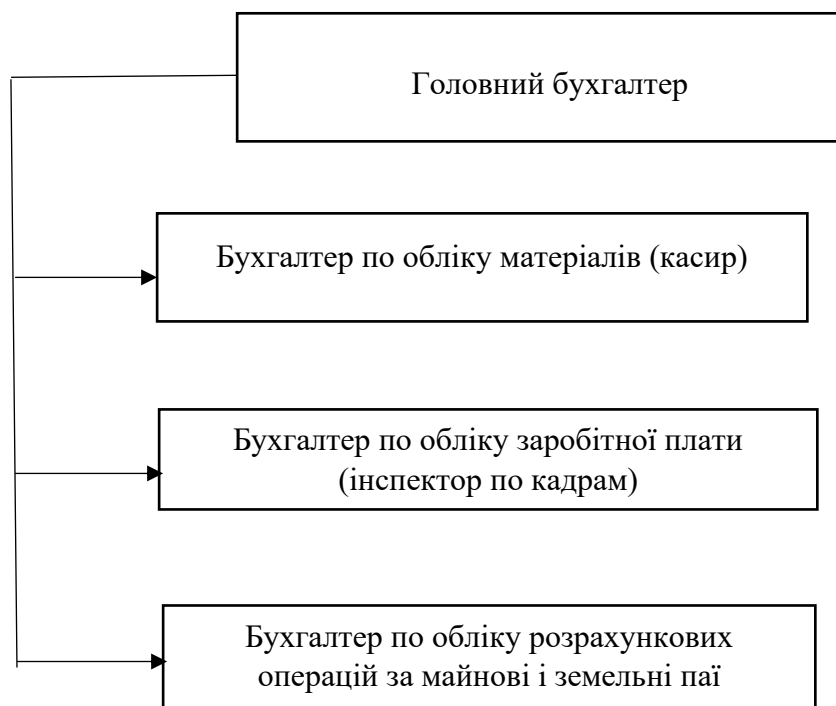 Головний бухгалтер
Бухгалтер по обліку матеріалів (касир)
Бухгалтер по обліку заробітної плати
(інспектор по кадрам)
Бухгалтер по обліку розрахункових
операцій за майнові і земельні паї